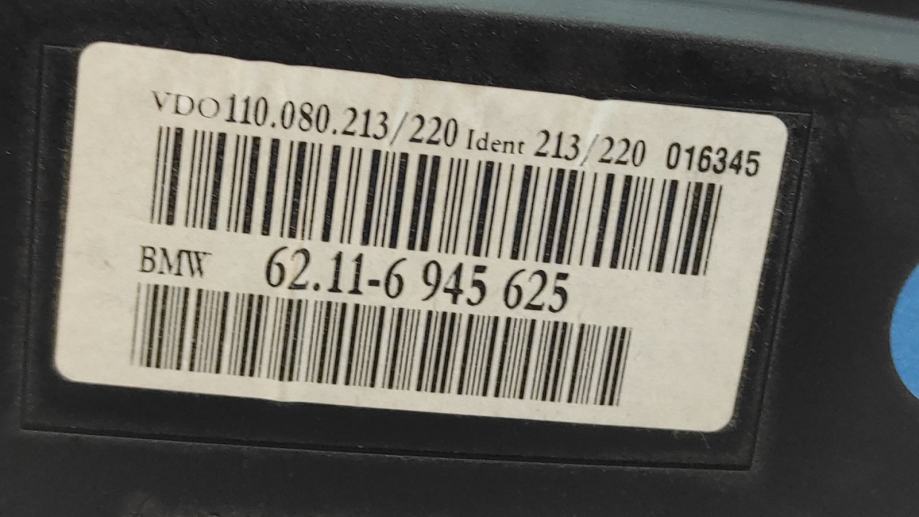 VDO 110.080.213/220 Ident 213/220 016345
BMW 62.11-6 945 625